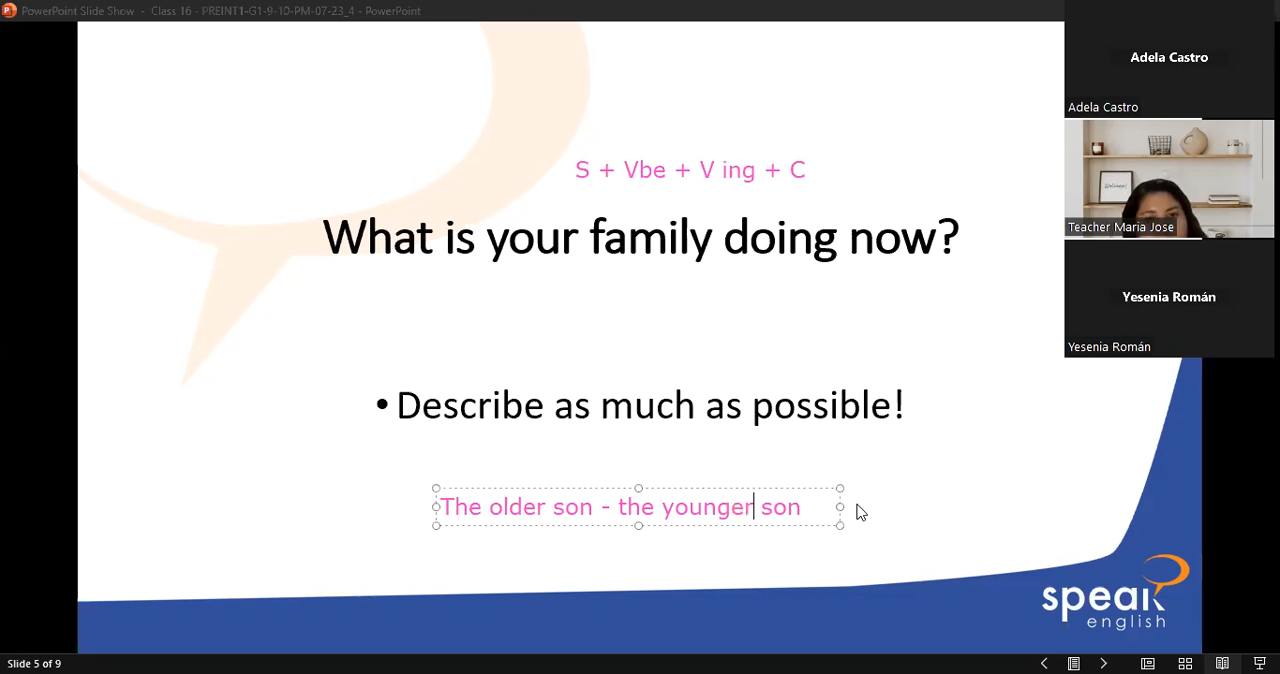 PowerPoint Slide Show - Class 16 - PREINT1-G1-9-10-PM-07-23_4 - PowerPoint
Adela Castro
Adela Castro
S + Vbe + V ing + C
Teacher Maria Jose
What is your family doing now?
Yesenia Román
Yesenia Román
• Describe as much as possible!
The older son - the younger son
speak
english
Slide 5 of 9